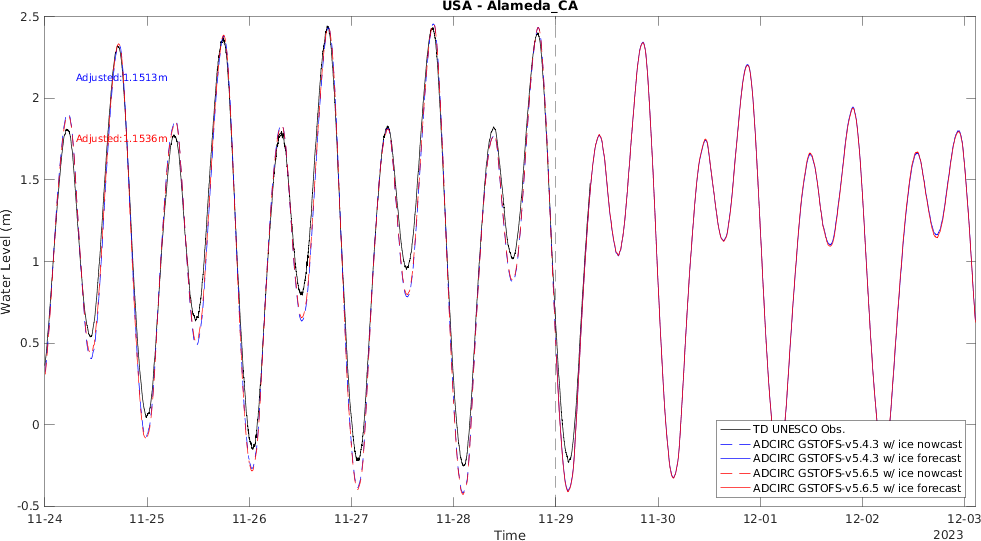 USA - Alameda_CA
Adjusted:1.1513m
Adjusted:1.1536m
Water Level (m)
2.5
2
1.5
1
0.5
0
-0.5
TD UNESCO Obs.
ADCIRC GSTOFS-v5.4.3 w/ ice nowcast
ADCIRC GSTOFS-v5.4.3 w/ ice forecast
ADCIRC GSTOFS-v5.6.5 w/ ice nowcast
ADCIRC GSTOFS-v5.6.5 w/ ice forecast
11-24 11-25 11-26 11-27 11-28 11-29 11-30 12-01 12-02 12-03
Time
2023